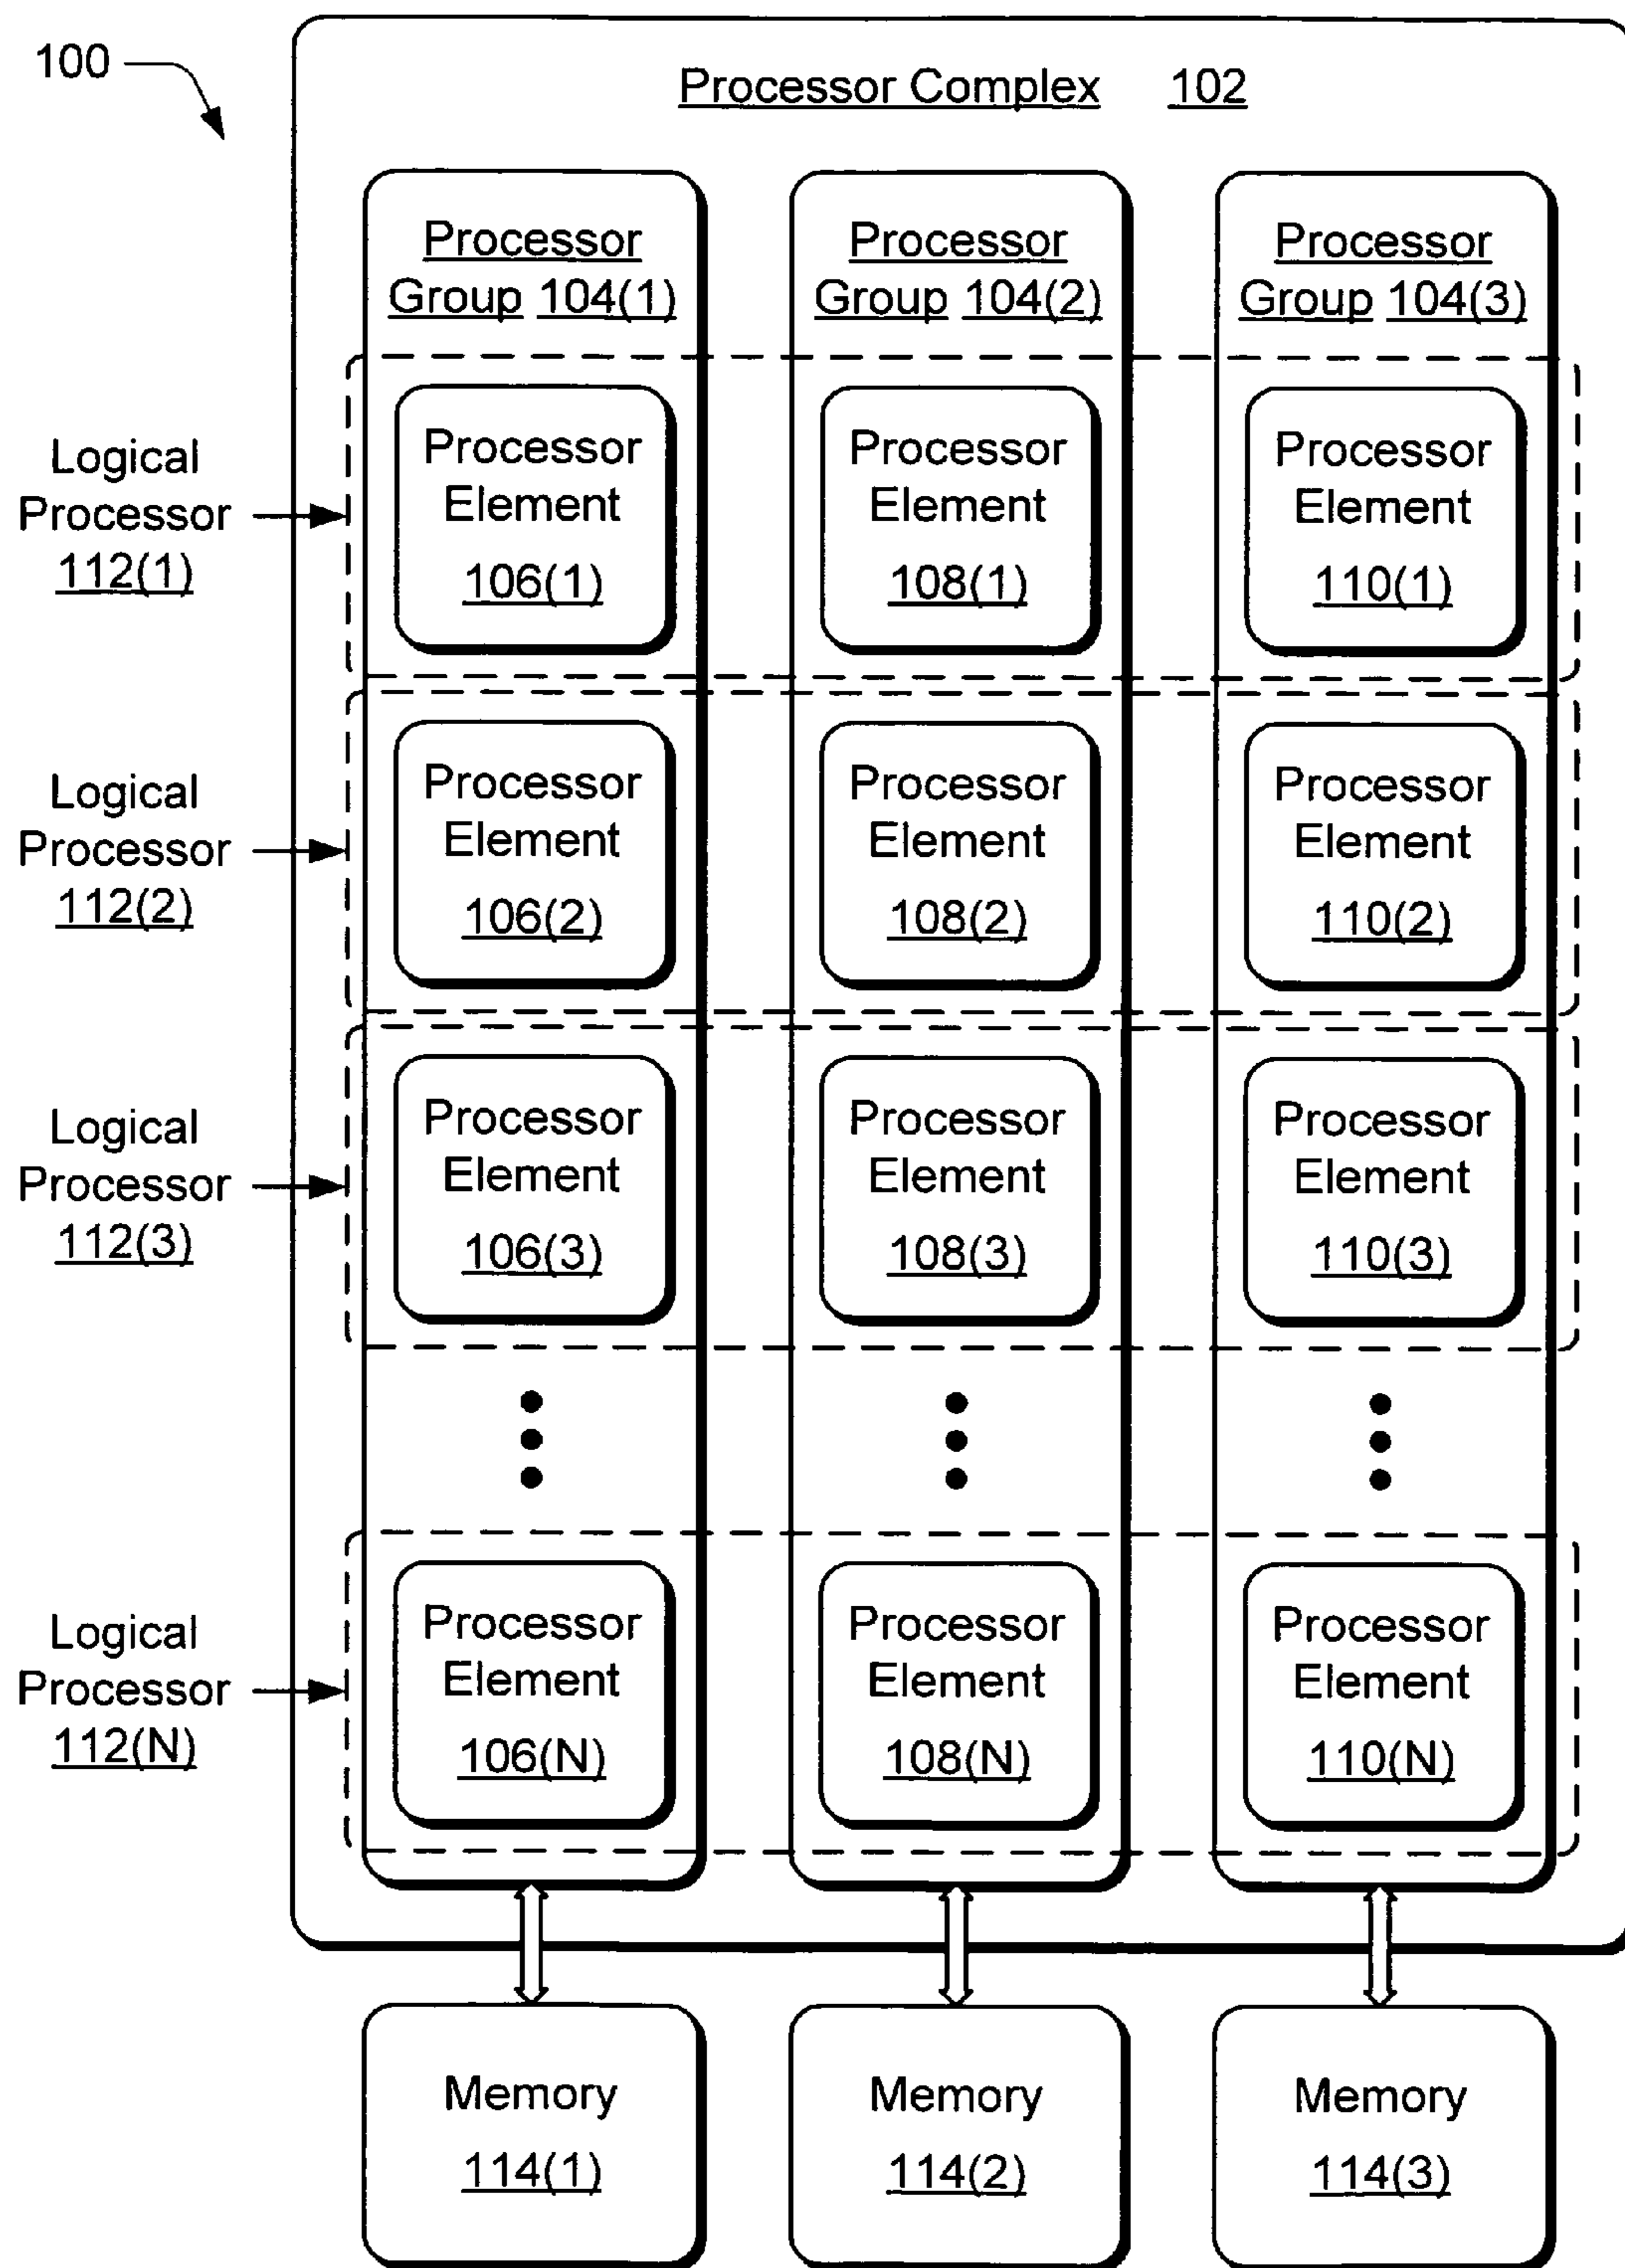 100
Processor Complex 102
Processor
Group 104(1)
Processor
Group 104(2)
Processor
Group 104(3)
Logical
Processor
112(1)
Processor
Element
106(1)
Processor
Element
108(1)
Processor
Element
110(1)
Logical
Processor
112(2)
Processor
Element
106(2)
Processor
Element
108(2)
Processor
Element
110(2)
Logical
Processor
112(3)
Processor
Element
106(3)
Processor
Element
108(3)
Processor
Element
110(3)
Logical
Processor
112(N)
Processor
Element
106(N)
Processor
Element
108(N)
Processor
Element
110(N)
Memory
114(1)
Memory
114(2)
Memory
114(3)